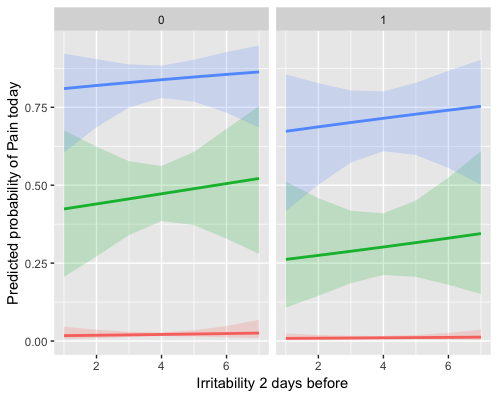 0 1
Predicted probability of Pain today
0.75
0.50
0.25
0.00
2 4 6 2 4 6
Irritability 2 days before